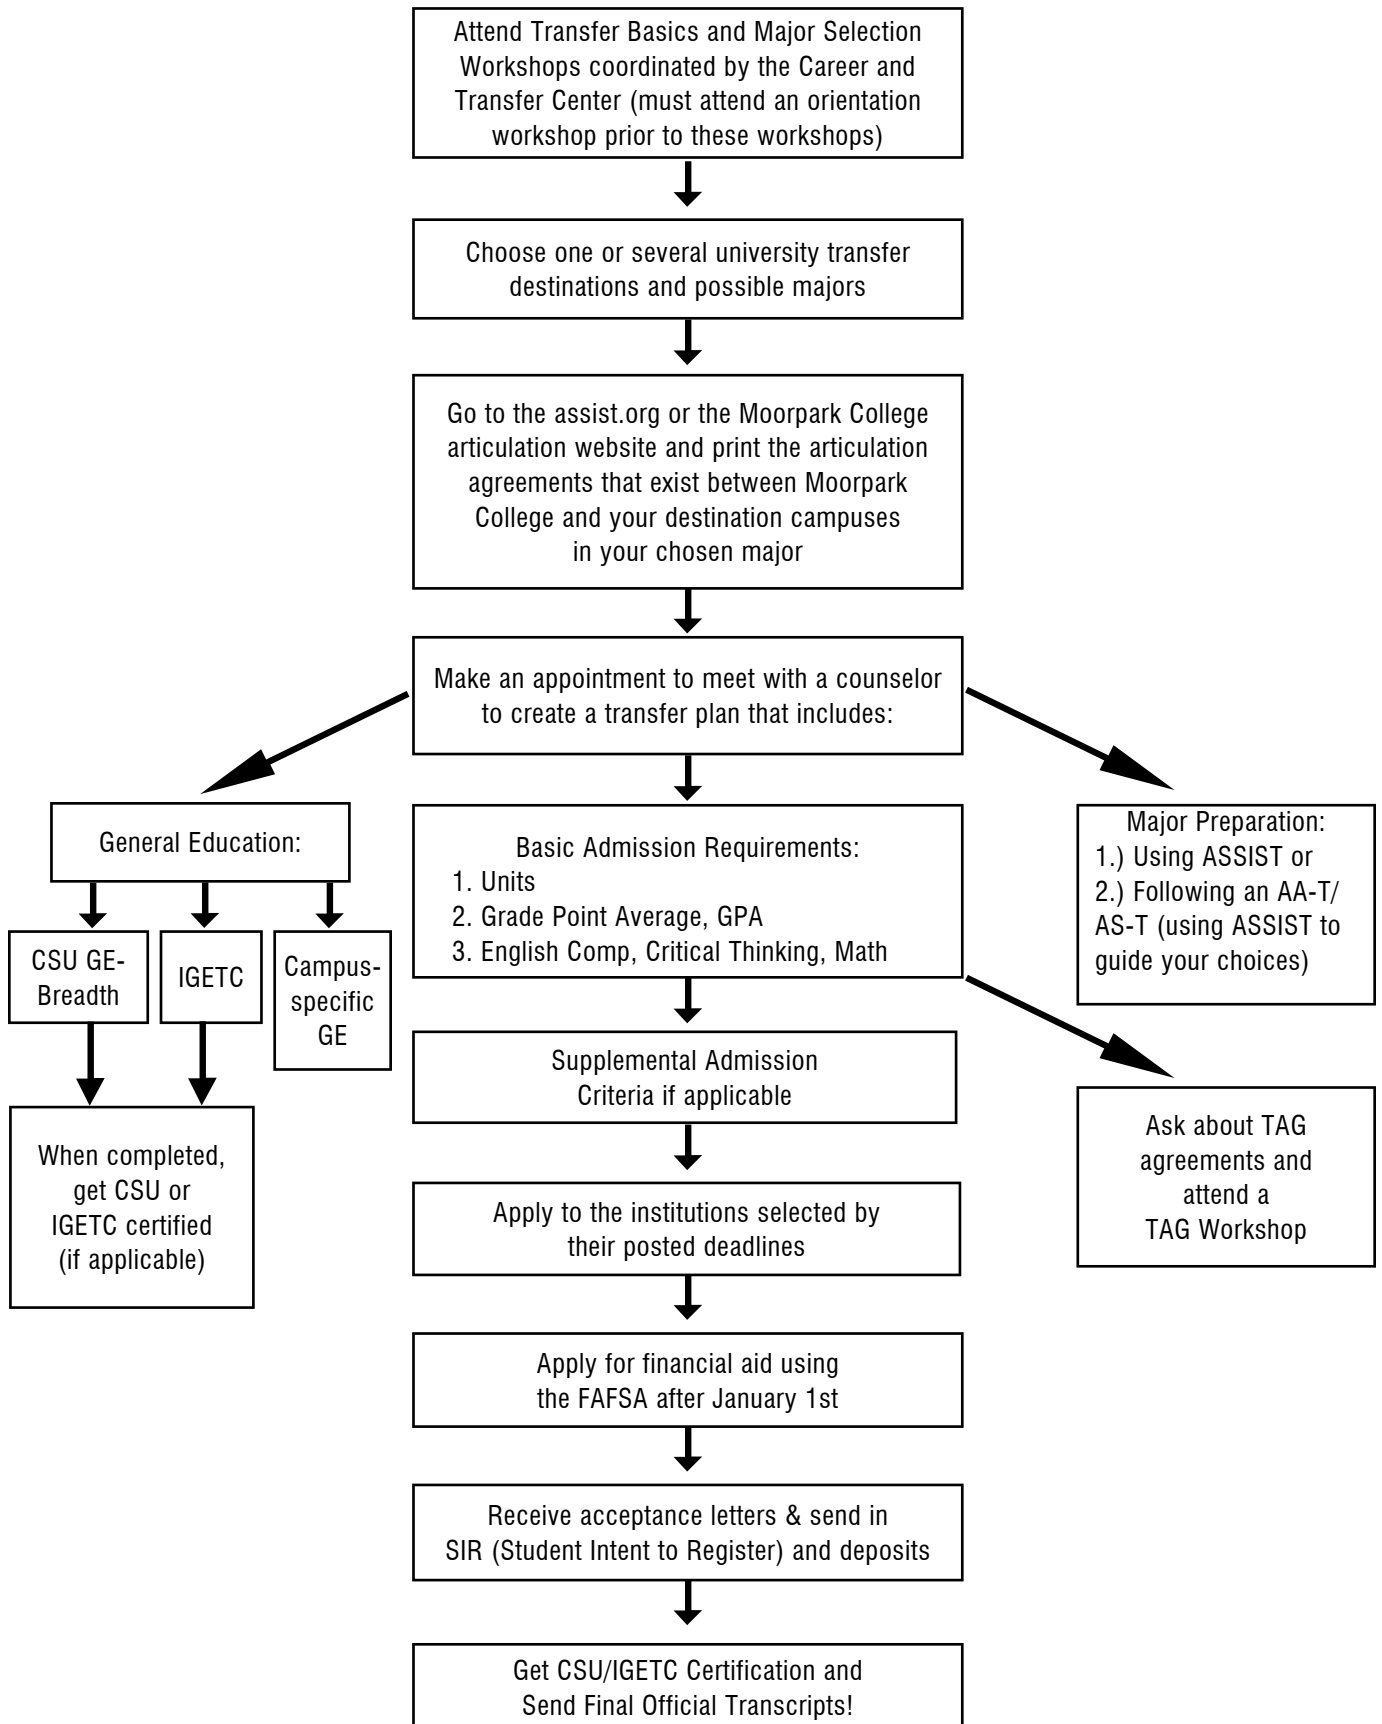 Attend Transfer Basics and Major Selection
Workshops coordinated by the Career and
Transfer Center (must attend an orientation
workshop prior to these workshops)
Choose one or several university transfer
destinations and possible majors
Go to the assist.org or the Moorpark College
articulation website and print the articulation
agreements that exist between Moorpark
College and your destination campuses
in your chosen major
Make an appointment to meet with a counselor
to create a transfer plan that includes:
General Education:
CSU GE-
Breadth
IGETC
Campus-
specific
GE
When completed,
get CSU or
IGETC certified
(if applicable)
Basic Admission Requirements:
1. Units
2. Grade Point Average, GPA
3. English Comp, Critical Thinking, Math
Major Preparation:
1.) Using ASSIST or
2.) Following an AA-T/
AS-T (using ASSIST to
guide your choices)
Supplemental Admission
Criteria if applicable
Ask about TAG
agreements and
attend a
TAG Workshop
Apply to the institutions selected by
their posted deadlines
Apply for financial aid using
the FAFSA after January 1st
Receive acceptance letters & send in
SIR (Student Intent to Register) and deposits
Get CSU/IGETC Certification and
Send Final Official Transcripts!